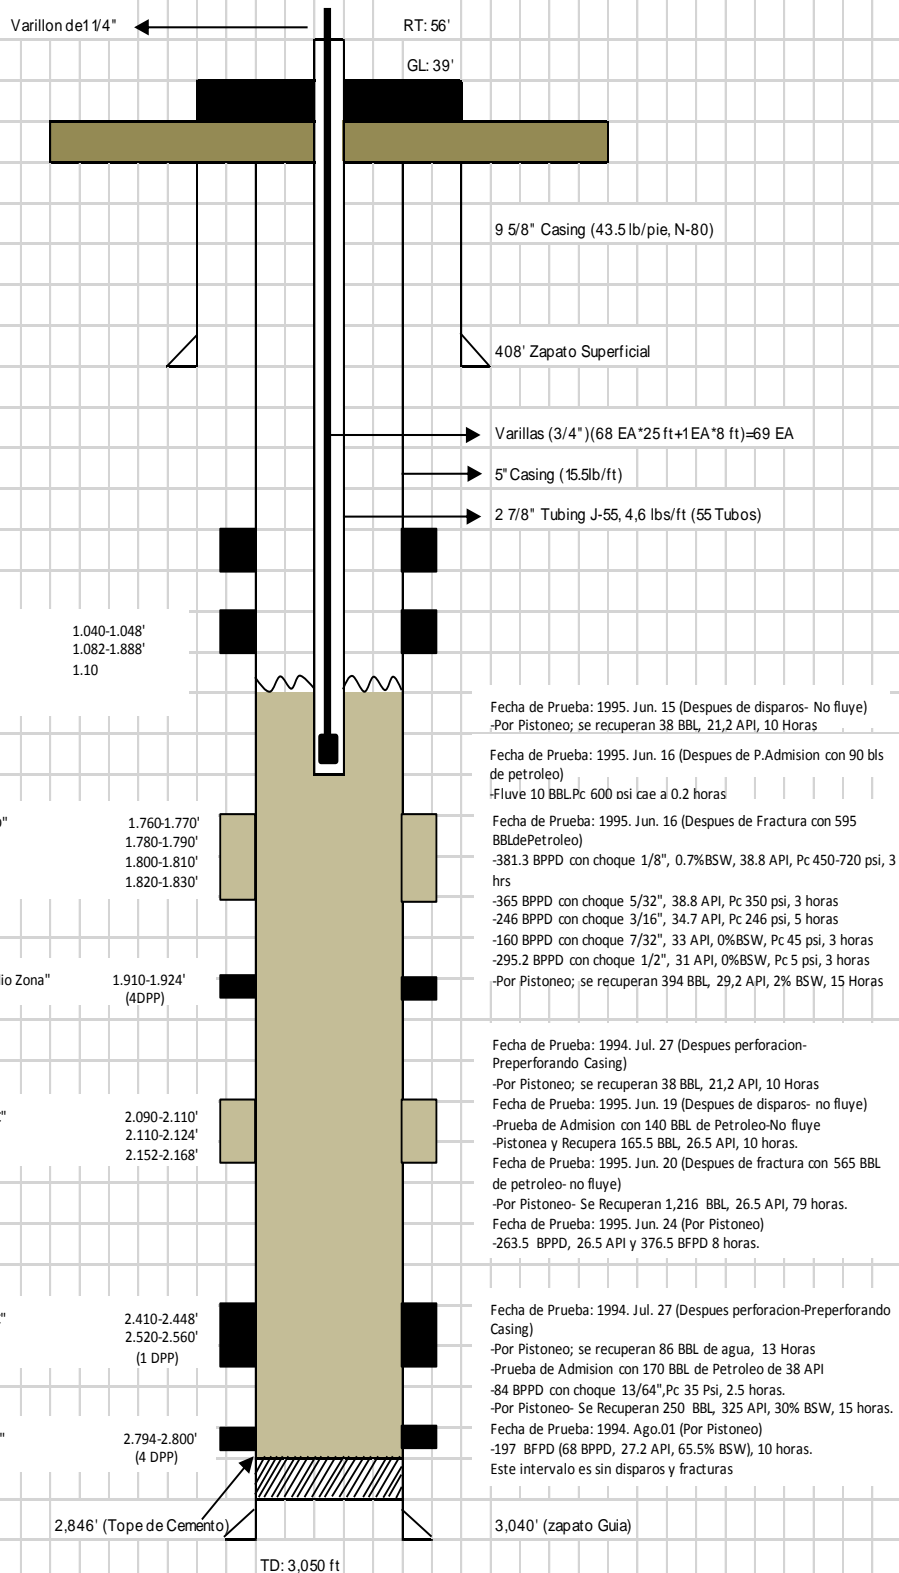 Varillon de1 1/4"
RT: 56'
GL: 39'
9 5/8" Casing (43.5 lb/pie, N-80)
408' Zapato Superficial
Varillas (3/4")(68 EA*25 ft+1EA*8 ft)=69 EA
5" Casing (15.5lb/ft)
2 7/8" Tubing J-55, 4,6 lbs/ft (55 Tubos)
1.040-1.048'
1.082-1.888'
1.10
Fecha de Prueba: 1995. Jun. 15 (Despues de disparos- No fluye)
-Por Pistoneo; se recuperan 38 BBL, 21,2 API, 10 Horas
Fecha de Prueba: 1995. Jun. 16 (Despues de P.Admision con 90 bls
de petroleo)
-Fluye 10 BBL.Pc 600 psi cae a 0.2 horas
"
1.760-1.770'
1.780-1.790'
1.800-1.810'
1.820-1.830'
Fecha de Prueba: 1995. Jun. 16 (Despues de Fractura con 595
BBLdePetroleo)
-381.3 BPPD con choque 1/8", 0.7%BSW, 38.8 API, Pc 450-720 psi, 3
hrs
-365 BPPD con choque 5/32", 38.8 API, Pc 350 psi, 3 horas
-246 BPPD con choque 3/16", 34.7 API, Pc 246 psi, 5 horas
-160 BPPD con choque 7/32", 33 API, 0%BSW, Pc 45 psi, 3 horas
-295.2 BPPD con choque 1/2", 31 API, 0%BSW, Pc 5 psi, 3 horas
-Por Pistoneo; se recuperan 394 BBL, 29,2 API, 2% BSW, 15 Horas
io Zona"
1.910-1.924'
(4DPP)
Fecha de Prueba: 1994. Jul. 27 (Despues perforacion-
Preperforando Casing)
-Por Pistoneo; se recuperan 38 BBL, 21,2 API, 10 Horas
Fecha de Prueba: 1995. Jun. 19 (Despues de disparos- no fluye)
-Prueba de Admision con 140 BBL de Petroleo-No fluye
-Pistonea y Recupera 165.5 BBL, 26.5 API, 10 horas.
Fecha de Prueba: 1995. Jun. 20 (Despues de fractura con 565 BBL
de petroleo- no fluye)
-Por Pistoneo- Se Recuperan 1,216 BBL, 26.5 API, 79 horas.
Fecha de Prueba: 1995. Jun. 24 (Por Pistoneo)
-263.5 BPPD, 26.5 API y 376.5 BFPD 8 horas.
"
2.090-2.110'
2.110-2.124'
2.152-2.168'
"
2.410-2.448'
2.520-2.560'
(1 DPP)
Fecha de Prueba: 1994. Jul. 27 (Despues perforacion-Preperforando
Casing)
-Por Pistoneo; se recuperan 86 BBL de agua, 13 Horas
-Prueba de Admision con 170 BBL de Petroleo de 38 API
-84 BPPD con choque 13/64",Pc 35 Psi, 2.5 horas.
-Por Pistoneo- Se Recuperan 250 BBL, 325 API, 30% BSW, 15 horas.
Fecha de Prueba: 1994. Ago.01 (Por Pistoneo)
-197 BFPD (68 BPPD, 27.2 API, 65.5% BSW), 10 horas.
Este intervalo es sin disparos y fracturas
"
2.794-2.800'
(4 DPP)
2,846' (Tope de Cemento)
3,040' (zapato Guia)
TD: 3,050 ft